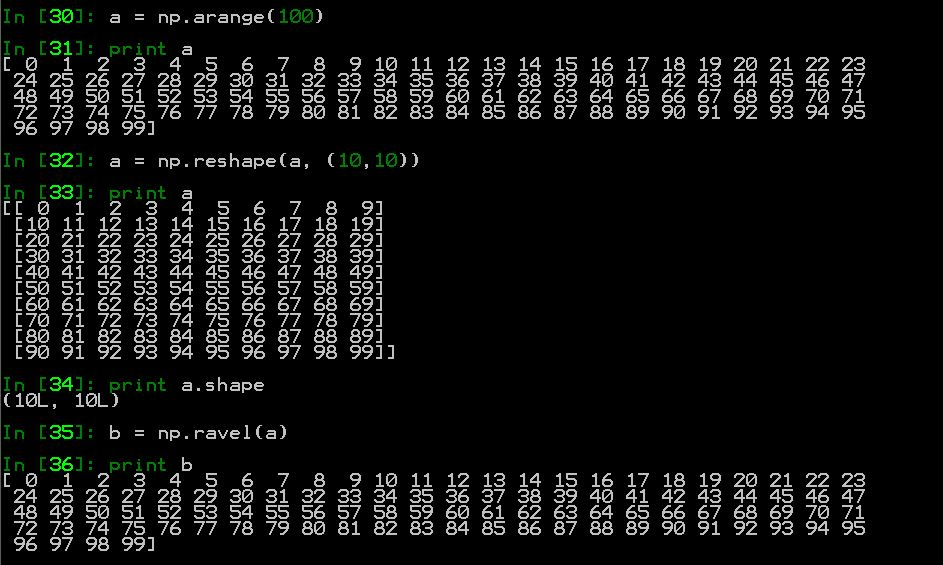 In [30]: a = np.arange(100)
In [31]: print a
[ 0  1  2  3  4  5  6  7  8  9 10 11 12 13 14 15 16 17 18 19 20 21 22 23
 24 25 26 27 28 29 30 31 32 33 34 35 36 37 38 39 40 41 42 43 44 45 46 47
 48 49 50 51 52 53 54 55 56 57 58 59 60 61 62 63 64 65 66 67 68 69 70 71
 72 73 74 75 76 77 78 79 80 81 82 83 84 85 86 87 88 89 90 91 92 93 94 95
 96 97 98 99]
In [32]: a = np.reshape(a, (10,10))
In [33]: print a
[[ 0  1  2  3  4  5  6  7  8  9]
 [10 11 12 13 14 15 16 17 18 19]
 [20 21 22 23 24 25 26 27 28 29]
 [30 31 32 33 34 35 36 37 38 39]
 [40 41 42 43 44 45 46 47 48 49]
 [50 51 52 53 54 55 56 57 58 59]
 [60 61 62 63 64 65 66 67 68 69]
 [70 71 72 73 74 75 76 77 78 79]
 [80 81 82 83 84 85 86 87 88 89]
 [90 91 92 93 94 95 96 97 98 99]]
In [34]: print a.shape
(10L, 10L)
In [35]: b = np.ravel(a)
In [36]: print b
[ 0  1  2  3  4  5  6  7  8  9 10 11 12 13 14 15 16 17 18 19 20 21 22 23
 24 25 26 27 28 29 30 31 32 33 34 35 36 37 38 39 40 41 42 43 44 45 46 47
 48 49 50 51 52 53 54 55 56 57 58 59 60 61 62 63 64 65 66 67 68 69 70 71
 72 73 74 75 76 77 78 79 80 81 82 83 84 85 86 87 88 89 90 91 92 93 94 95
 96 97 98 99]